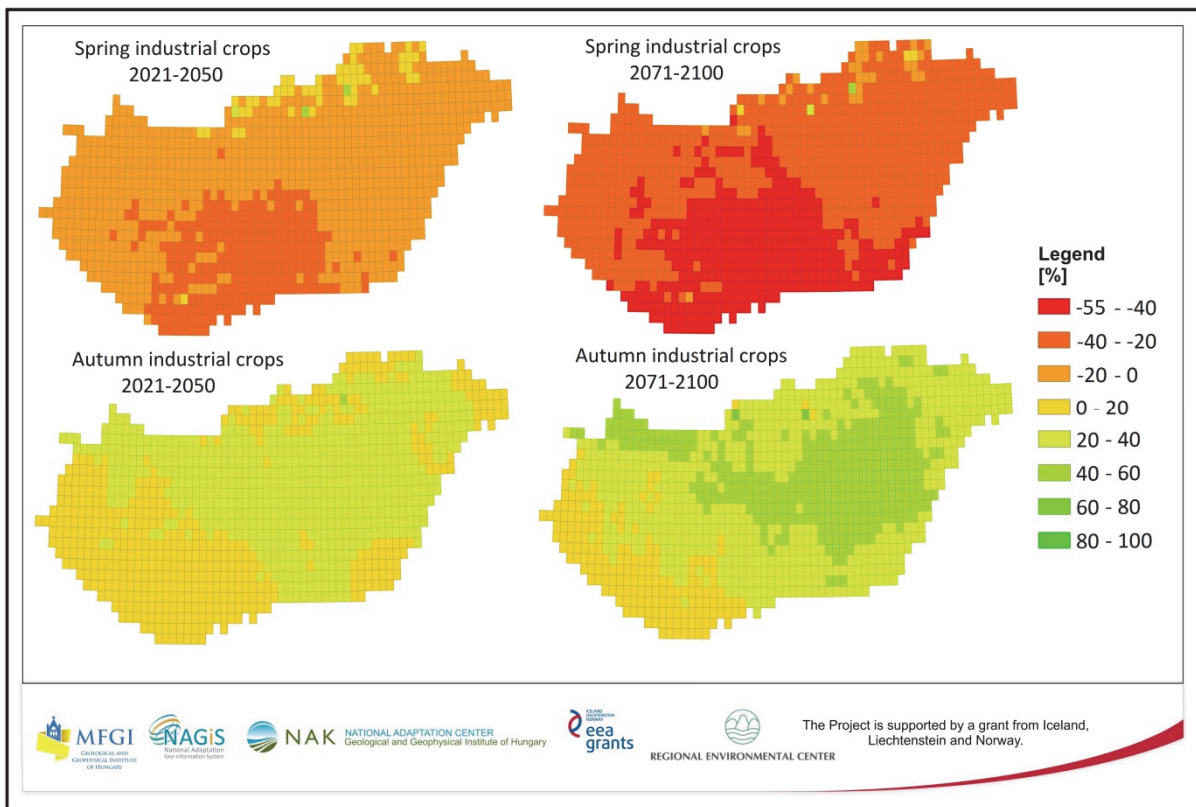 Spring industrial crops
2021-2050
Spring industrial crops
2071-2100
Autumn industrial crops
2021-2050
Autumn industrial crops
2071-2100
Legend
[%]
-55 - -40
-40 - -20
-20 - 0
0 - 20
20 - 40
40 - 60
60 - 80
80 - 100
MFGI
GEOLOGICAL AND
GEOPHYSICAL INSTITUTE
OF HUNGARY
NAGiS
National Adaptation
Geo-information System
NAK
NATIONAL ADAPTATION CENTER
Geological and Geophysical Institute of Hungary
ICELAND
LIECHTENSTEIN
NORWAY
eea
grants
REGIONAL ENVIRONMENTAL CENTER
The Project is supported by a grant from Iceland,
Liechtenstein and Norway.